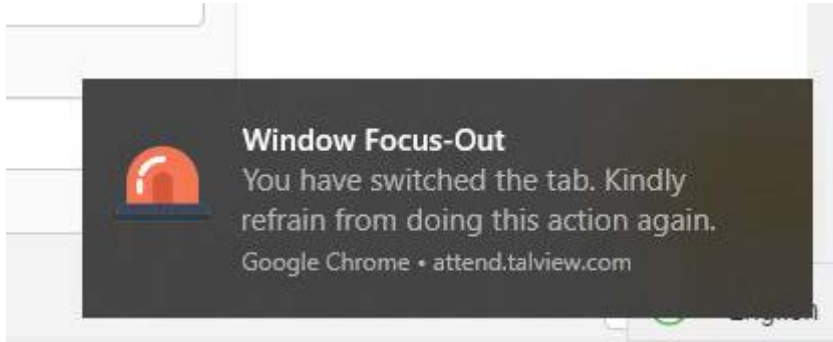 Window Focus-Out
You have switched the tab. Kindly
refrain from doing this action again.
Google Chrome • attend.talview.com
English